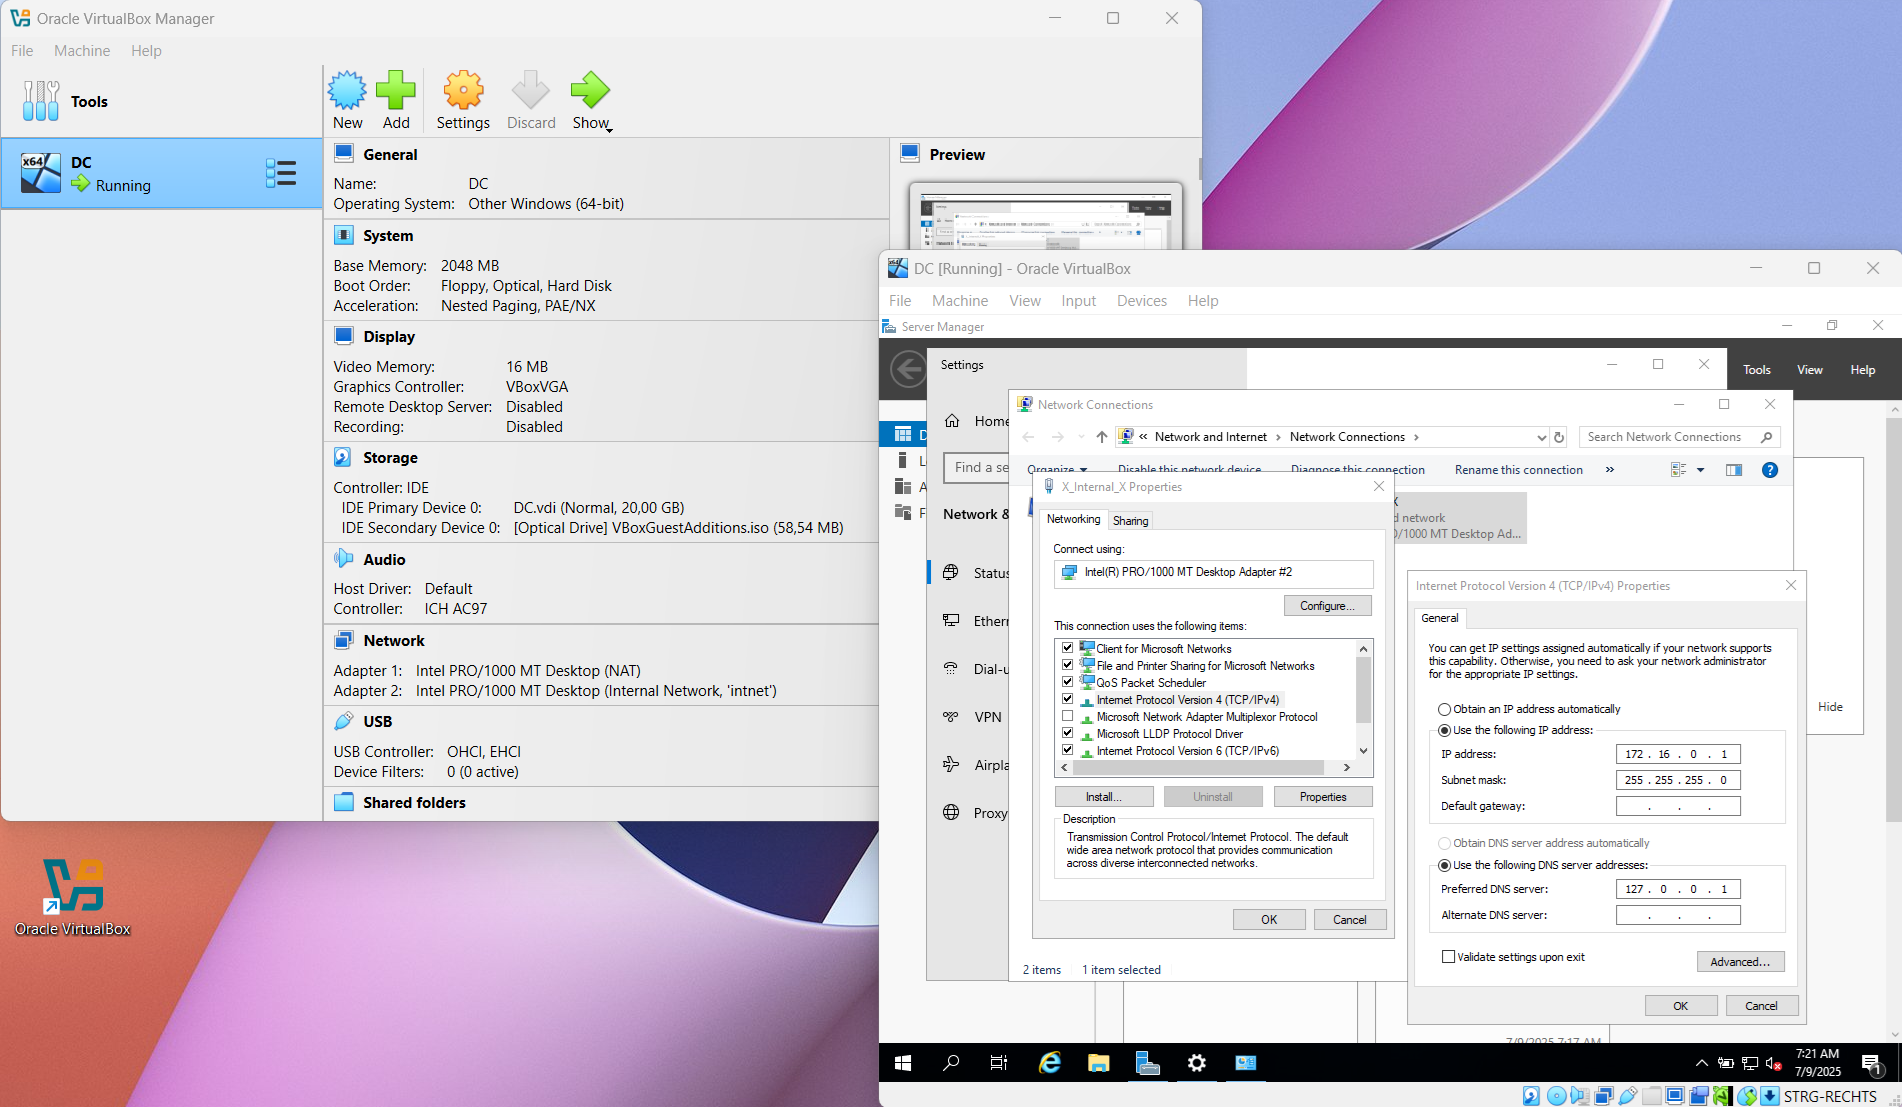 Oracle VirtualBox Manager
File Machine Help
Tools
New Add Settings Discard Show
x64 DC
Running
General
Name: DC
Operating System: Other Windows (64-bit)
System
Base Memory: 2048 MB
Boot Order: Floppy, Optical, Hard Disk
Acceleration: Nested Paging, PAE/NX
Display
Video Memory: 16 MB
Graphics Controller: VBoxVGA
Remote Desktop Server: Disabled
Recording: Disabled
Storage
Controller: IDE
IDE Primary Device 0: DC.vdi (Normal, 20,00 GB)
IDE Secondary Device 0: [Optical Drive] VBoxGuestAdditions.iso (58,54 MB)
Audio
Host Driver: Default
Controller: ICH AC97
Network
Adapter 1: Intel PRO/1000 MT Desktop (NAT)
Adapter 2: Intel PRO/1000 MT Desktop (Internal Network, 'intnet')
USB
USB Controller: OHCI, EHCI
Device Filters: 0 (0 active)
Shared folders
Preview
Oracle VirtualBox
DC [Running] - Oracle VirtualBox
File Machine View Input Devices Help
Server Manager
Tools View Help
Hide
Settings
Home
Find a se
Network &
Status
Ether
Dial-u
VPN
Airpla
Proxy
Network Connections
« Network and Internet › Network Connections ›
Search Network Connections
Organize Disable this network device Diagnose this connection Rename this connection »
X
d network
O/1000 MT Desktop Ad...
2 items 1 item selected
X_Internal_X Properties
Networking Sharing
Connect using:
Intel(R) PRO/1000 MT Desktop Adapter #2
Configure...
This connection uses the following items:
Client for Microsoft Networks
File and Printer Sharing for Microsoft Networks
QoS Packet Scheduler
Internet Protocol Version 4 (TCP/IPv4)
Microsoft Network Adapter Multiplexor Protocol
Microsoft LLDP Protocol Driver
Internet Protocol Version 6 (TCP/IPv6)
Install... Uninstall Properties
Description
Transmission Control Protocol/Internet Protocol. The default
wide area network protocol that provides communication
across diverse interconnected networks.
OK Cancel
Internet Protocol Version 4 (TCP/IPv4) Properties
General
You can get IP settings assigned automatically if your network supports
this capability. Otherwise, you need to ask your network administrator
for the appropriate IP settings.
Obtain an IP address automatically
Use the following IP address:
IP address: 172 . 16 . 0 . 1
Subnet mask: 255 . 255 . 255 . 0
Default gateway: . . .
Obtain DNS server address automatically
Use the following DNS server addresses:
Preferred DNS server: 127 . 0 . 0 . 1
Alternate DNS server: . . .
Validate settings upon exit
Advanced...
OK Cancel
7/9/2025 7:17 AM
7:21 AM
7/9/2025
1
STRG-RECHTS